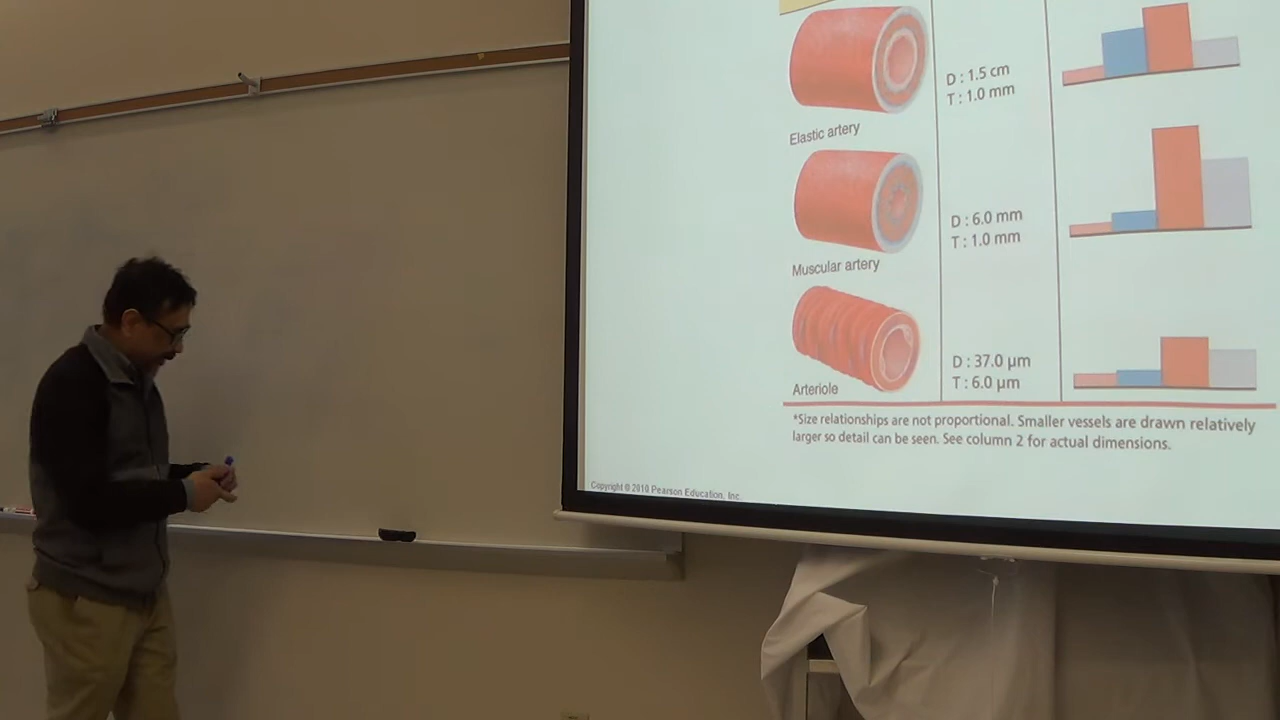 D : 1.5 cm
T : 1.0 mm
Elastic artery
D : 6.0 mm
T : 1.0 mm
Muscular artery
D : 37.0 µm
T : 6.0 µm
Arteriole
*Size relationships are not proportional. Smaller vessels are drawn relatively
larger so detail can be seen. See column 2 for actual dimensions.
Copyright © 2010 Pearson Education, Inc.